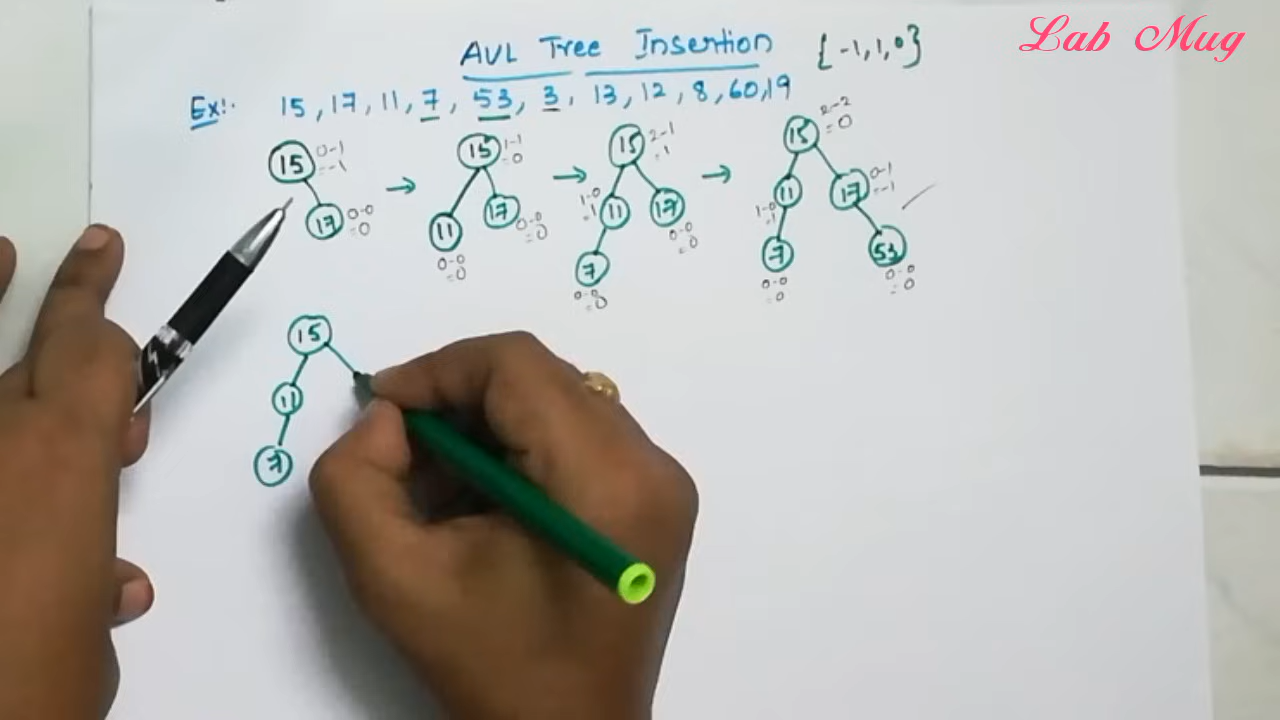 AVL Tree Insertion {-1,1,0}
Lab Mug
Ex:- 15, 17, 11, 7, 53, 3, 13, 12, 8, 60, 19
15 0-1 =-1
17 0-0 =0
→
15 1-1 =0
11 0-0 =0
17 0-0 =0
→
15 2-1 =1
11 1-0 =1
17 0-0 =0
7 0-0 =0
→
15 2-2 =0
11 1-0 =1
17 0-1 =-1
7 0-0 =0
53 0-0 =0
15
11
7